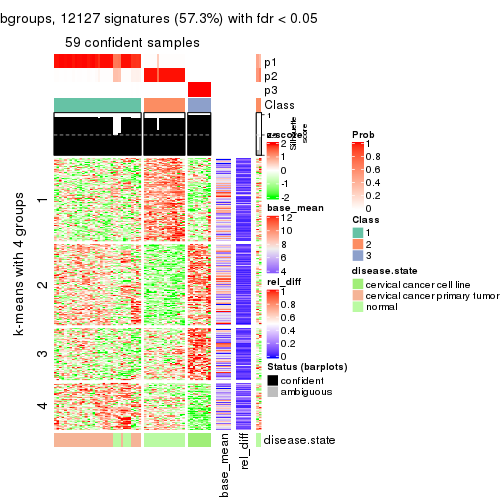 bgroups, 12127 signatures (57.3%) with fdr < 0.05
59 confident samples
p1
p2
p3
Class
1
Silhouette
score
z-score
2
1
0
-1
-2
base_mean
12
10
8
6
4
rel_diff
1
0.8
0.6
0.4
0.2
0
Status (barplots)
confident
ambiguous
Prob
1
0.8
0.6
0.4
0.2
0
Class
1
2
3
disease.state
cervical cancer cell line
cervical cancer primary tumor
normal
k-means with 4 groups
1
2
3
4
disease.state
base_mean
rel_diff